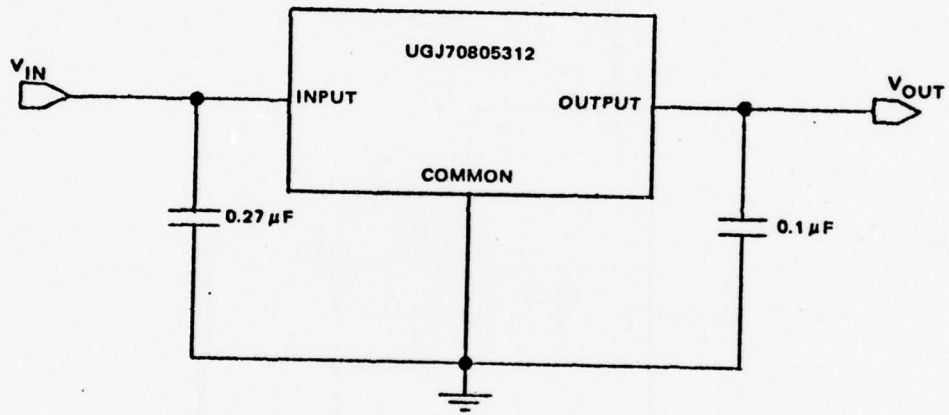 UGJ70805312
VIN
INPUT
OUTPUT
VOUT
COMMON
0.27 μF
0.1 μF